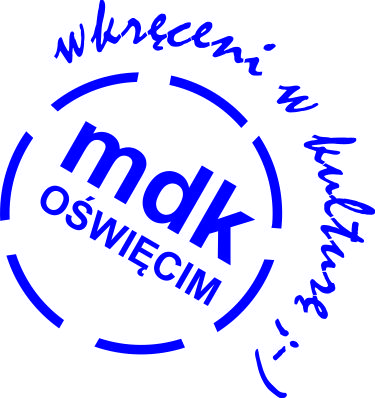 wkręceni w kulturę :)
mdk
OŚWIĘCIM